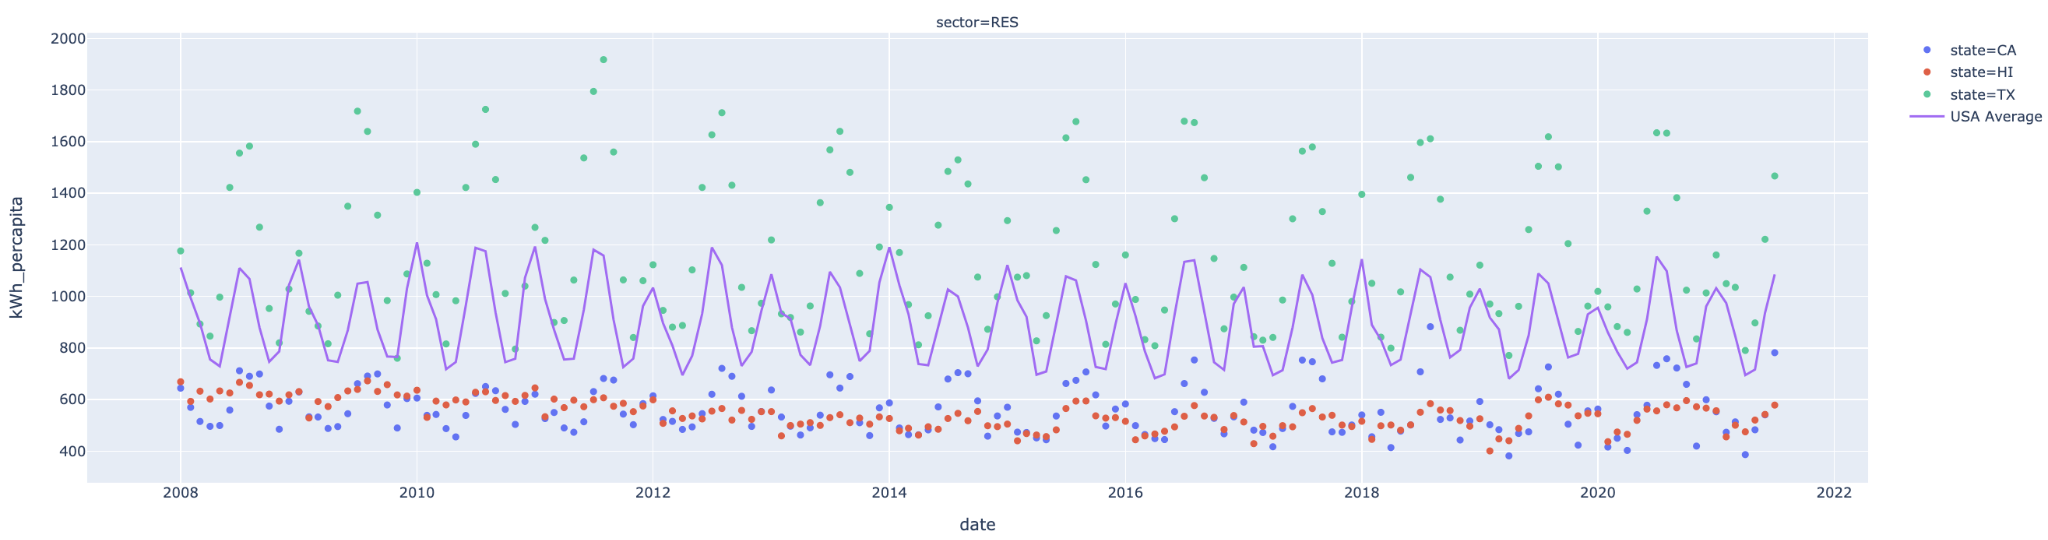 sector=RES
2000
1800
1600
1400
1200
1000
800
600
400
kWh_percapita
2008 2010 2012 2014 2016 2018 2020 2022
date
state=CA
state=HI
state=TX
USA Average